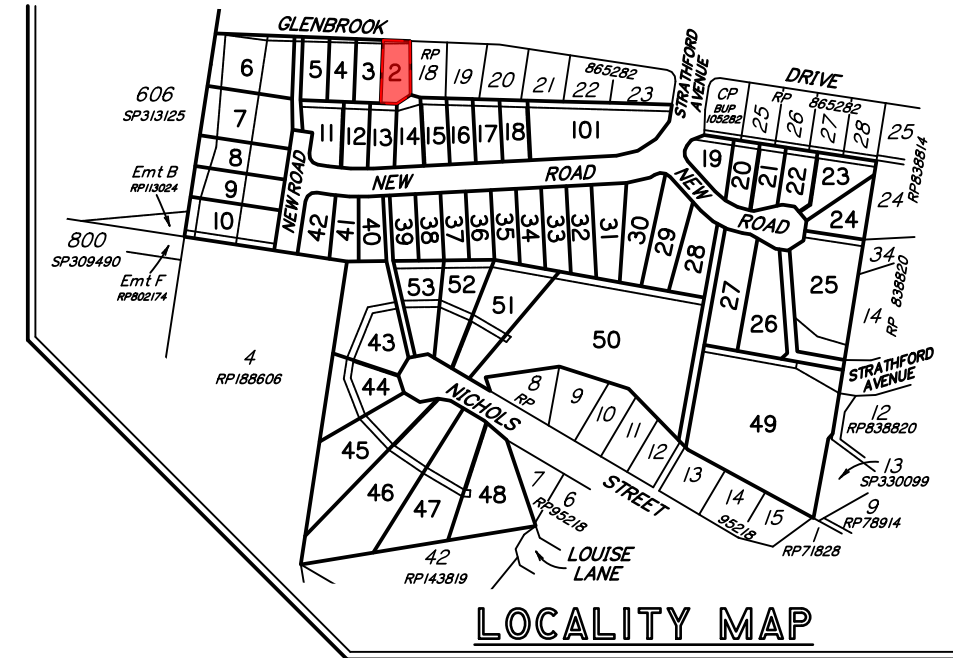 GLENBROOK
STRATHFORD
AVENUE
DRIVE
6
5 4 3 2
RP
18 19 20 21
865282
22 23
CP
BUP
105282
RP
865282
25 26 27 28 25
RP838814
606
SP313125
7
11 12 13 14 15 16 17 18 101
19 20 21 22 23
24
24
8
9
10
NEW ROAD
NEW ROAD
NEW
ROAD
Emt B
RP113024
800
SP309490
Emt F
RP802174
42 41 40 39 38 37 36 35 34 33 32 31 30 29 28
27 26 25
34
14
RP 838820
53 52 51
50
43
44
45
46
47
48
4
RP188606
NICHOLS
STREET
8
RP
9 10 11 12 13 14 15
95218
49
STRATHFORD
AVENUE
12
RP838820
13
SP330099
9
RP78914
1
RP71828
7
6
RP95218
42
RP143819
LOUISE
LANE
LOCALITY MAP